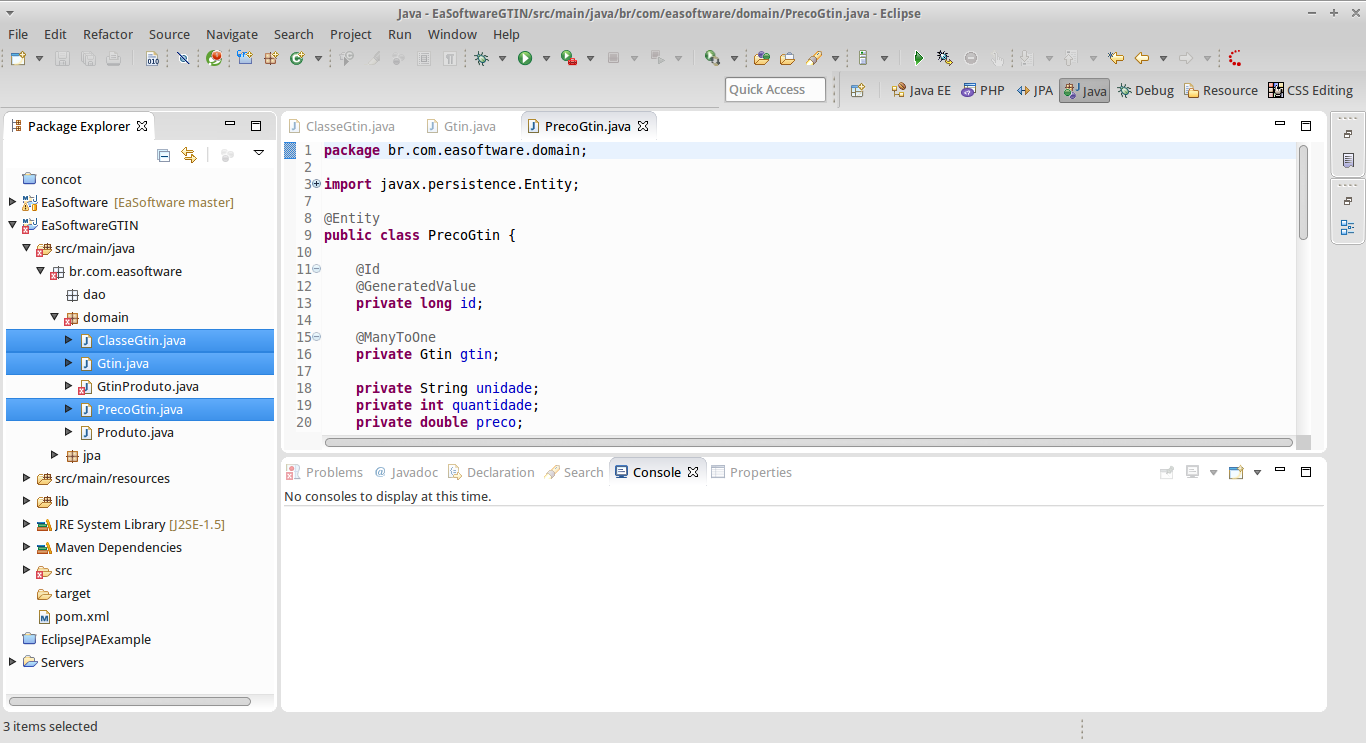 Java - EaSoftwareGTIN/src/main/java/br/com/easoftware/domain/PrecoGtin.java - Eclipse
File Edit Refactor Source Navigate Search Project Run Window Help
Quick Access
Java EE PHP JPA Java Debug Resource CSS Editing
Package Explorer
concot
EaSoftware [EaSoftware master]
EaSoftwareGTIN
src/main/java
br.com.easoftware
dao
domain
ClasseGtin.java
Gtin.java
GtinProduto.java
PrecoGtin.java
Produto.java
jpa
src/main/resources
lib
JRE System Library [J2SE-1.5]
Maven Dependencies
src
target
pom.xml
EclipseJPAExample
Servers
ClasseGtin.java Gtin.java PrecoGtin.java
1 package br.com.easoftware.domain;
2
3 import javax.persistence.Entity;
7
8 @Entity
9 public class PrecoGtin {
10
11 @Id
12 @GeneratedValue
13 private long id;
14
15 @ManyToOne
16 private Gtin gtin;
17
18 private String unidade;
19 private int quantidade;
20 private double preco;
Problems @ Javadoc Declaration Search Console Properties
No consoles to display at this time.
3 items selected